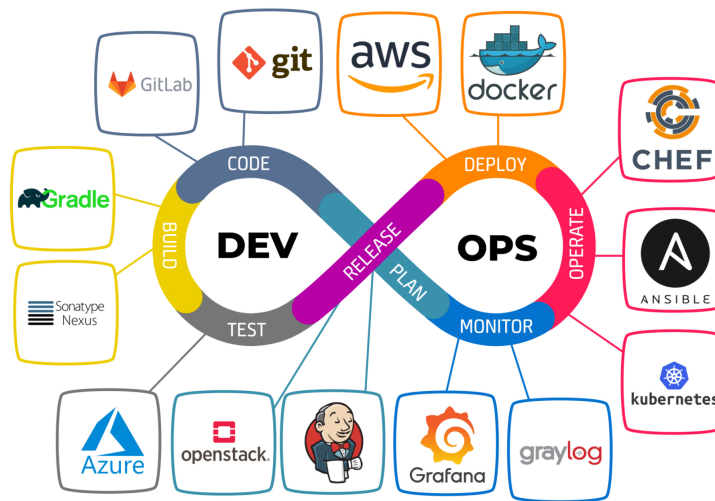 GitLab
git
aws
docker
CHEF
Gradle
Sonatype
Nexus
CODE
DEPLOY
BUILD
DEV
RELEASE
OPS
OPERATE
PLAN
TEST
MONITOR
ANSIBLE
kubernetes
Azure
openstack.
Grafana
graylog